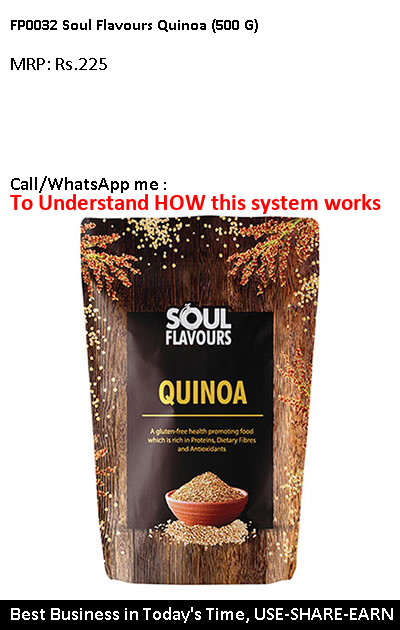 FP0032 Soul Flavours Quinoa (500 G)
MRP: Rs.225
Call/WhatsApp me :
To Understand HOW this system works
SOUL
FLAVOURS
QUINOA
A gluten-free health promoting food
which is rich in Proteins, Dietary Fibres
and Antioxidants
Best Business in Today's Time, USE-SHARE-EARN